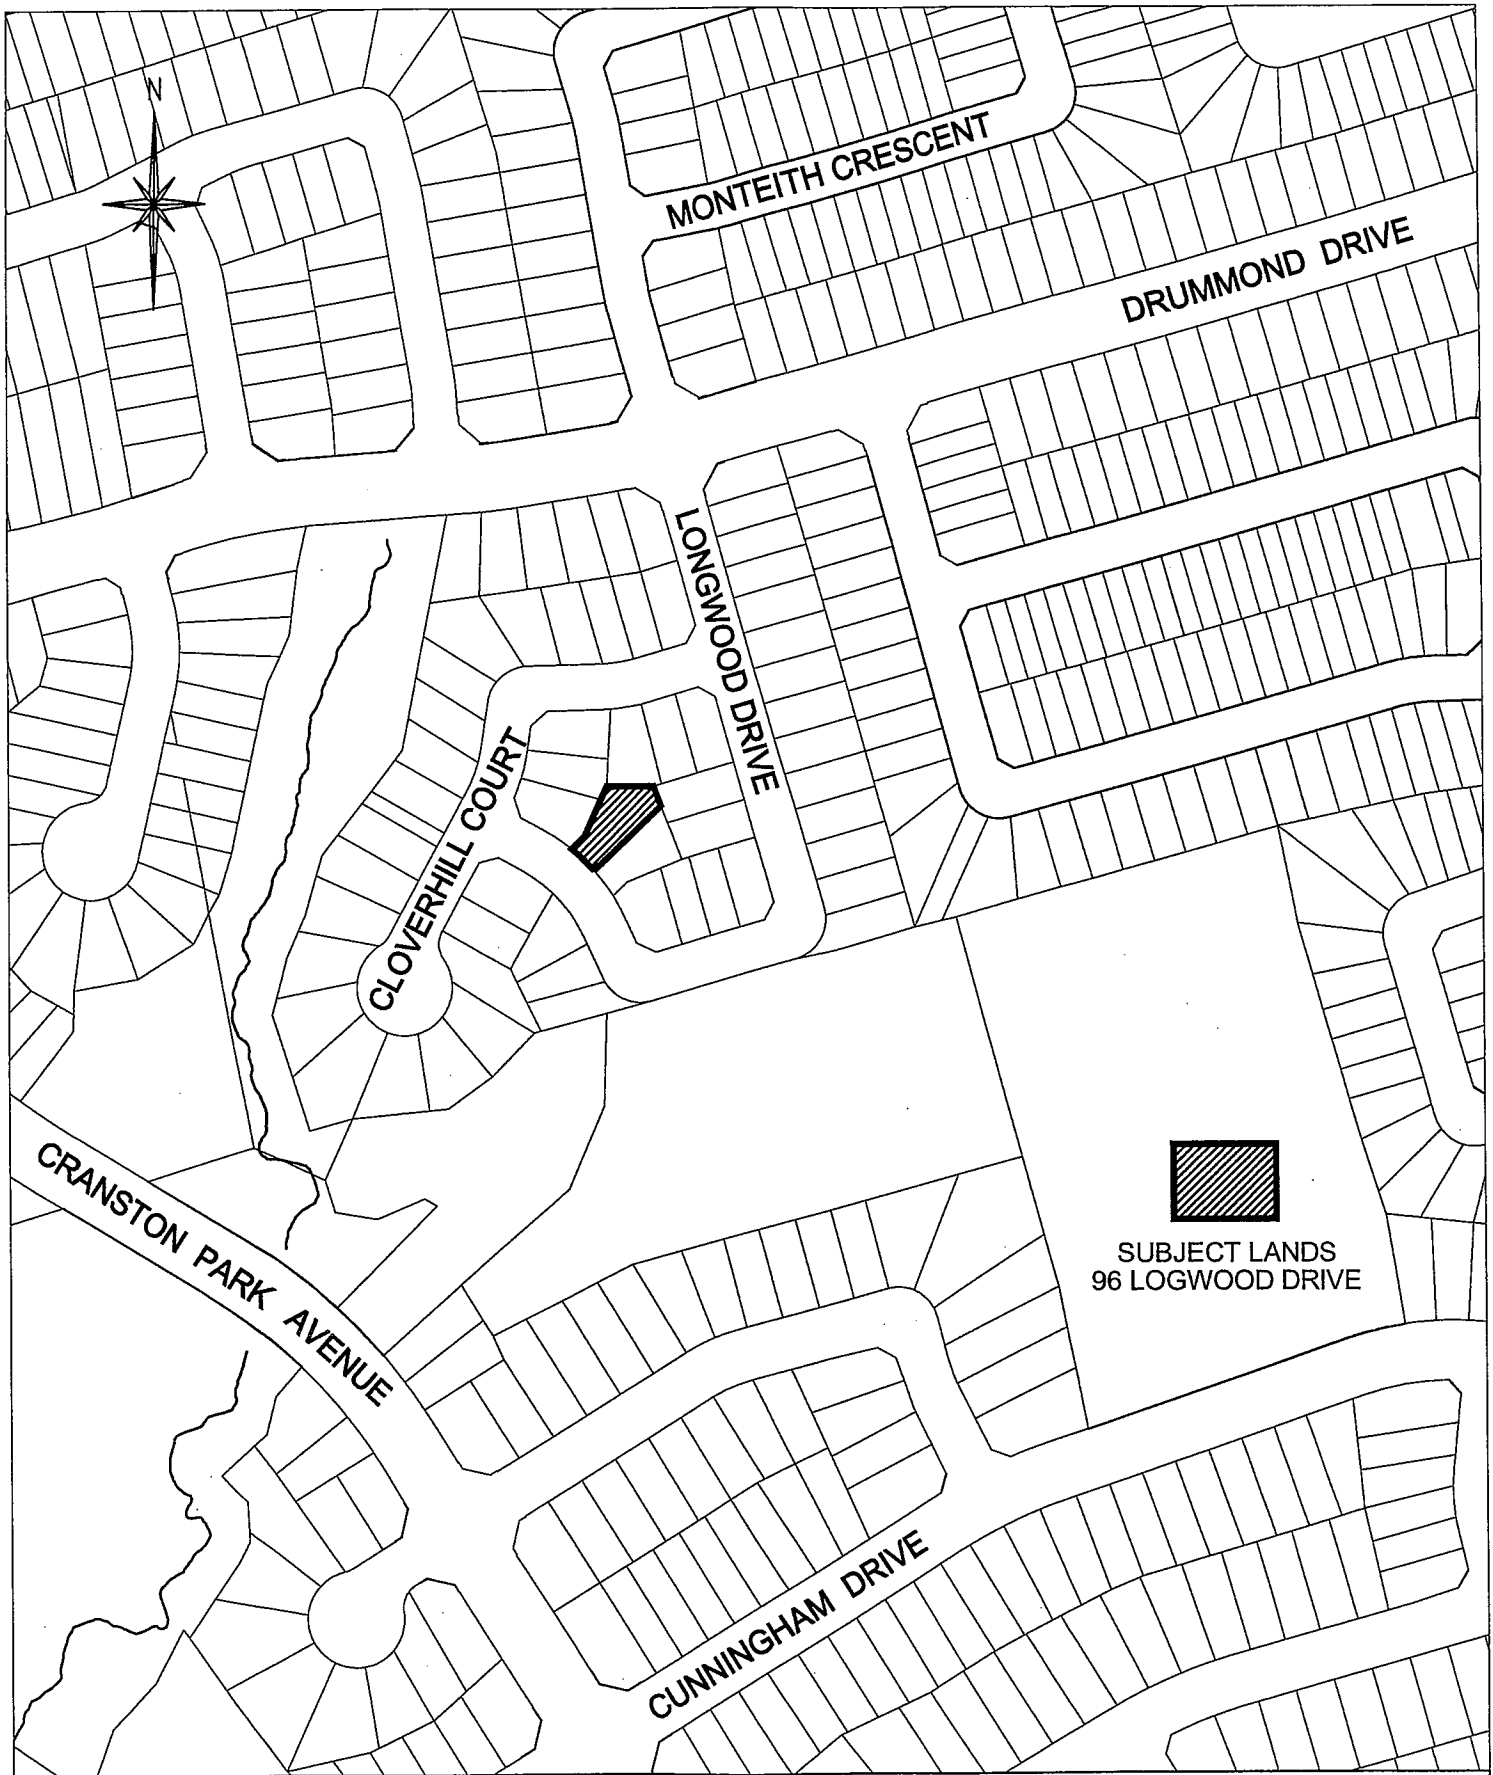 N
MONTEITH CRESCENT
DRUMMOND DRIVE
LONGWOOD DRIVE
CLOVERHILL COURT
CRANSTON PARK AVENUE
SUBJECT LANDS
96 LOGWOOD DRIVE
CUNNINGHAM DRIVE